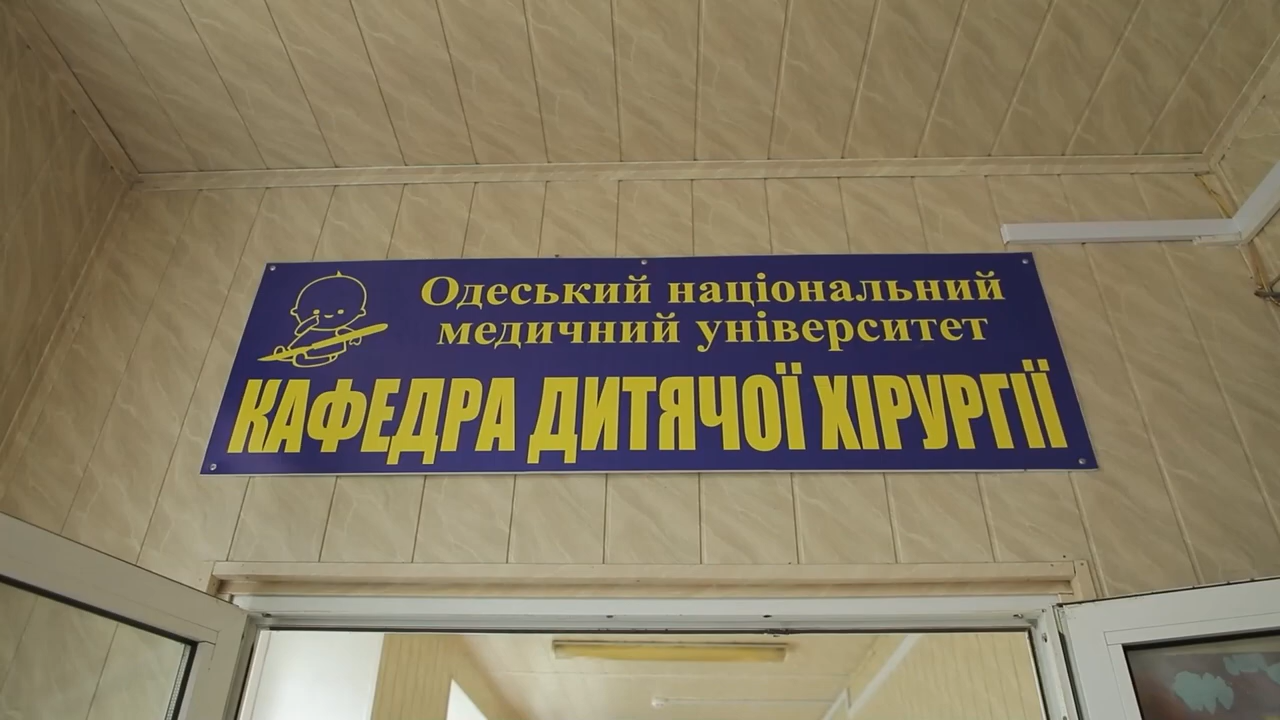 Одеський національний
медичний університет
КАФЕДРА ДИТЯЧОЇ ХІРУРГІЇ